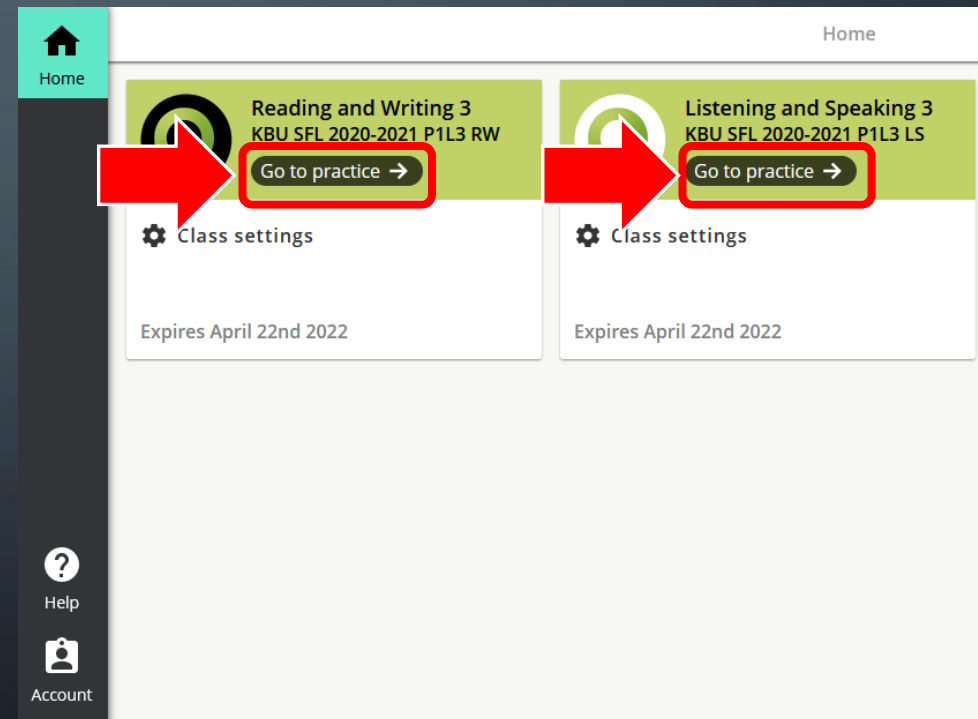 Home
Home
Reading and Writing 3
KBU SFL 2020-2021 P1L3 RW
Go to practice →
Class settings
Expires April 22nd 2022
Listening and Speaking 3
KBU SFL 2020-2021 P1L3 LS
Go to practice →
Class settings
Expires April 22nd 2022
?
Help
Account